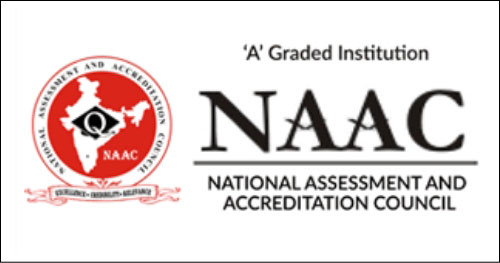 'A' Graded Institution
NATIONAL ASSESSMENT AND ACCREDITATION COUNCIL
Q
NAAC
EXCELLENCE • CREDIBILITY • RELEVANCE
NAAC
NATIONAL ASSESSMENT AND
ACCREDITATION COUNCIL